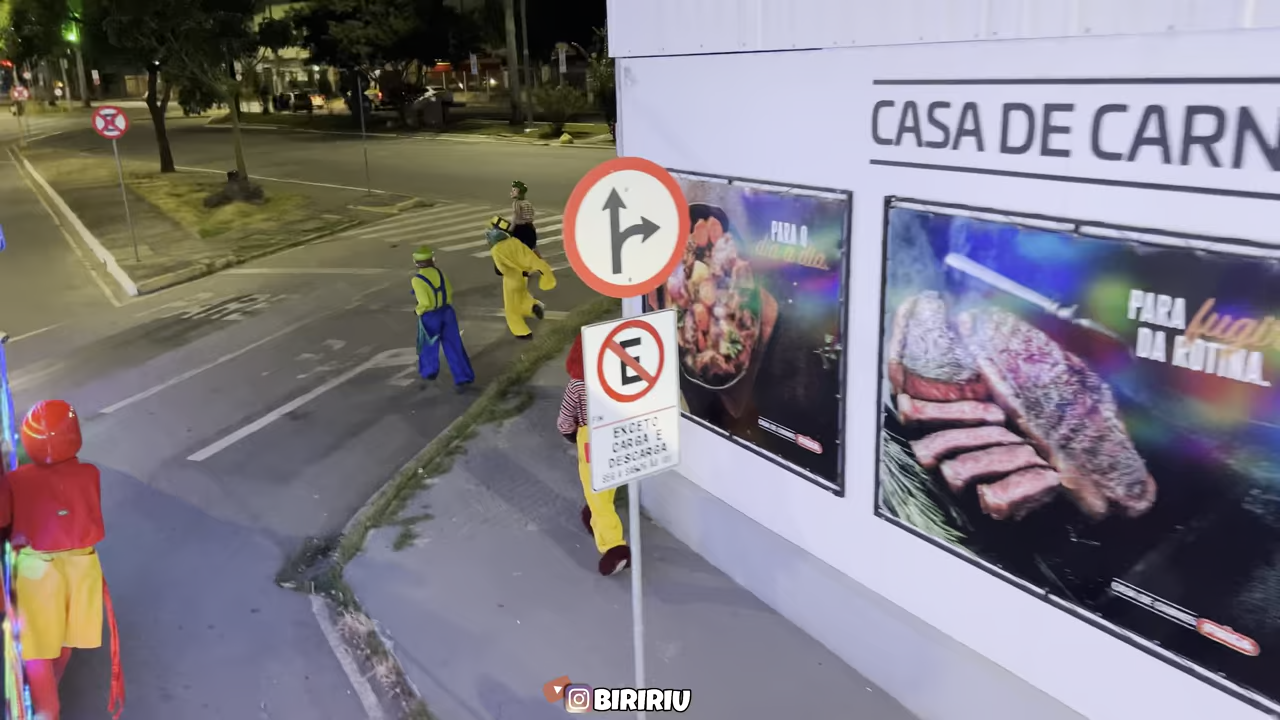 CASA DE CARN
PARA O
dia a dia.
PARA fugir
DA ROTINA.
E
EXCETO
CARGA E
DESCARGA
BIRIRIU